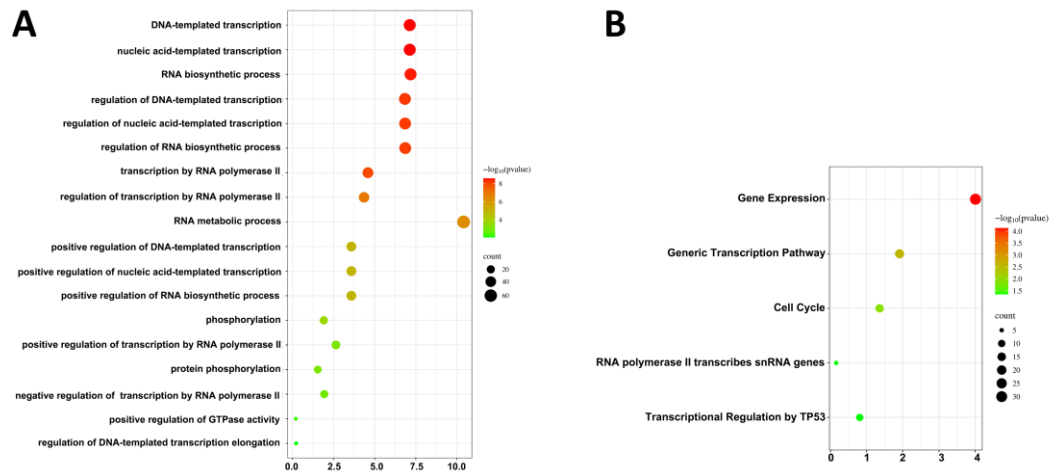 A
DNA-templated transcription
nucleic acid-templated transcription
RNA biosynthetic process
regulation of DNA-templated transcription
regulation of nucleic acid-templated trascription
regulation of RNA biosynthetic process
transcription by RNA polymerase II
regulation of transcription by RNA polymerase II
RNA metabolic process
positive regulation of DNA-templated transcription
positive regulation of nucleic acid-templated transcription
positive regulation of RNA biosynthetic process
phosphorylation
positive regulation of transcription by RNA polymerase II
protein phosphorylation
negative regulation of transcription by RNA polymerase II
positive regulation of GTPase activity
regulation of DNA-templated transcription elongation
0.0 2.5 5.0 7.5 10.0
−log10(pvalue)
8
4
count
20
40
60
B
Gene Expression
Generic Transcription Pathway
Cell Cycle
RNA polymerase II transcribes snRNA genes
Transcriptional Regulation by TP53
0 1 2 3 4
−log10(pvalue)
4.0
3.5
3.0
2.5
2.0
1.5
count
5
10
15
20
25
30